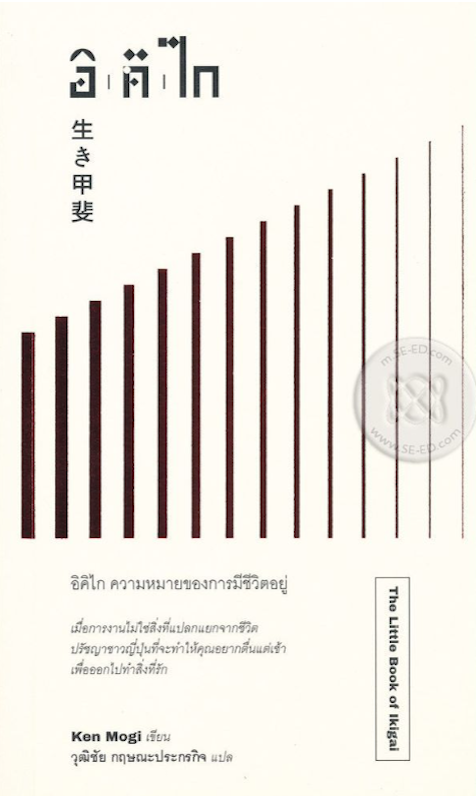 อิ | คิ | ไก
生き甲斐
m.SE-ED.com
www.SE-ED.com
อิคิไก ความหมายของการมีชีวิตอยู่
เมื่อการงานไม่ใช่สิ่งที่แปลกแยกจากชีวิต
ปรัชญาชาวญี่ปุ่นที่จะทำให้คุณอยากตื่นแต่เช้า
เพื่อออกไปทำสิ่งที่รัก
The Little Book of Ikigai
Ken Mogi เขียน
วุฒิชัย กฤษณะประกรกิจ แปล